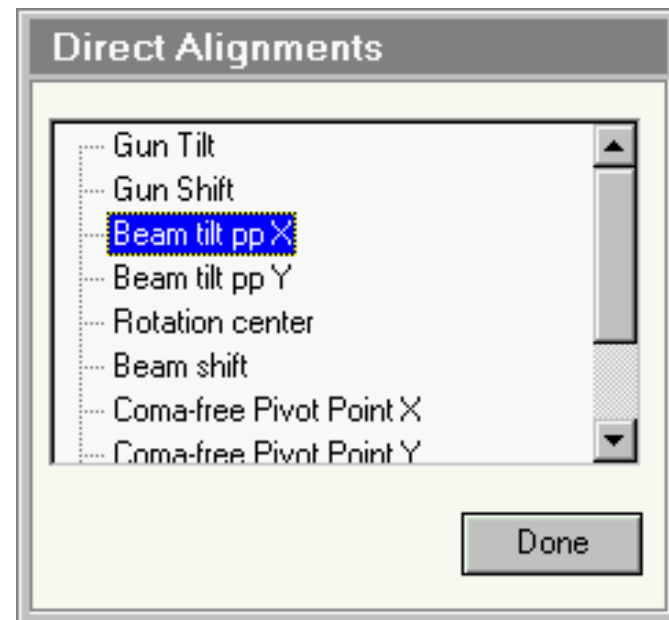 Direct Alignments
Gun Tilt
Gun Shift
Beam tilt pp X
Beam tilt pp Y
Rotation center
Beam shift
Coma-free Pivot Point X
Coma-free Pivot Point Y
Done